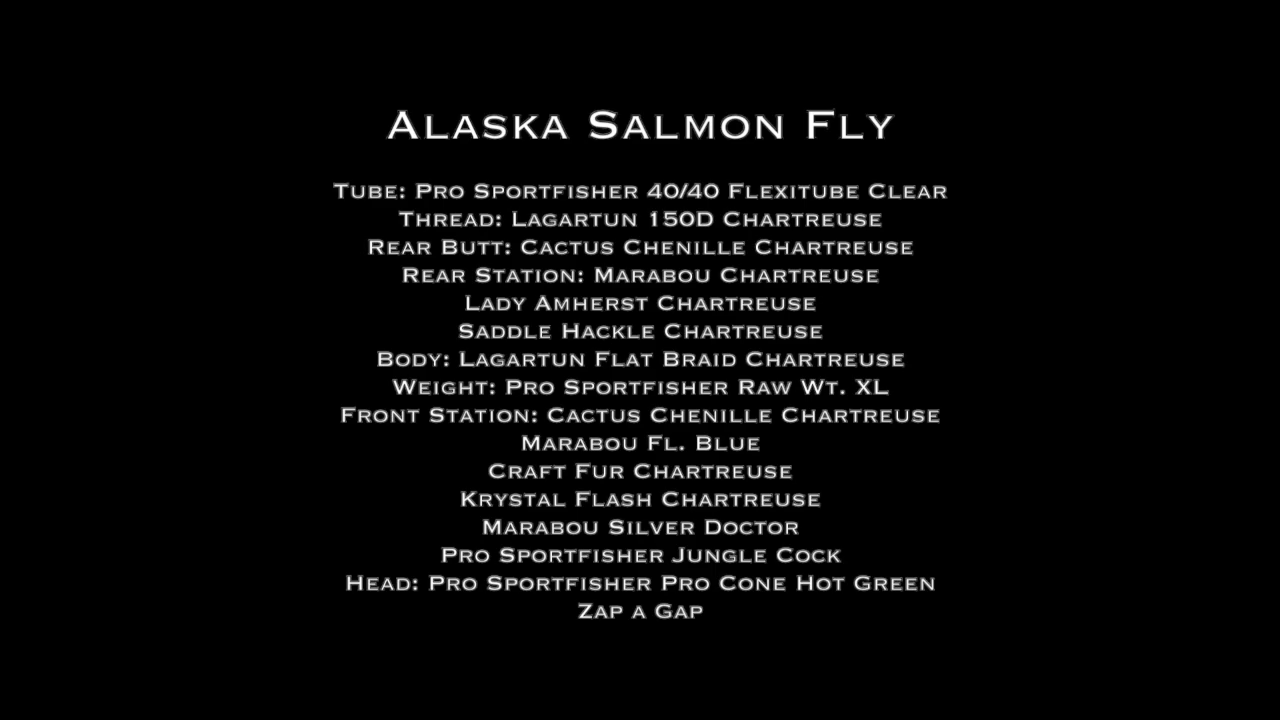 Alaska Salmon Fly
Tube: Pro Sportfisher 40/40 Flexitube Clear
Thread: Lagartun 150D Chartreuse
Rear Butt: Cactus Chenille Chartreuse
Rear Station: Marabou Chartreuse
Lady Amherst Chartreuse
Saddle Hackle Chartreuse
Body: Lagartun Flat Braid Chartreuse
Weight: Pro Sportfisher Raw Wt. XL
Front Station: Cactus Chenille Chartreuse
Marabou Fl. Blue
Craft Fur Chartreuse
Krystal Flash Chartreuse
Marabou Silver Doctor
Pro Sportfisher Jungle Cock
Head: Pro Sportfisher Pro Cone Hot Green
Zap a Gap